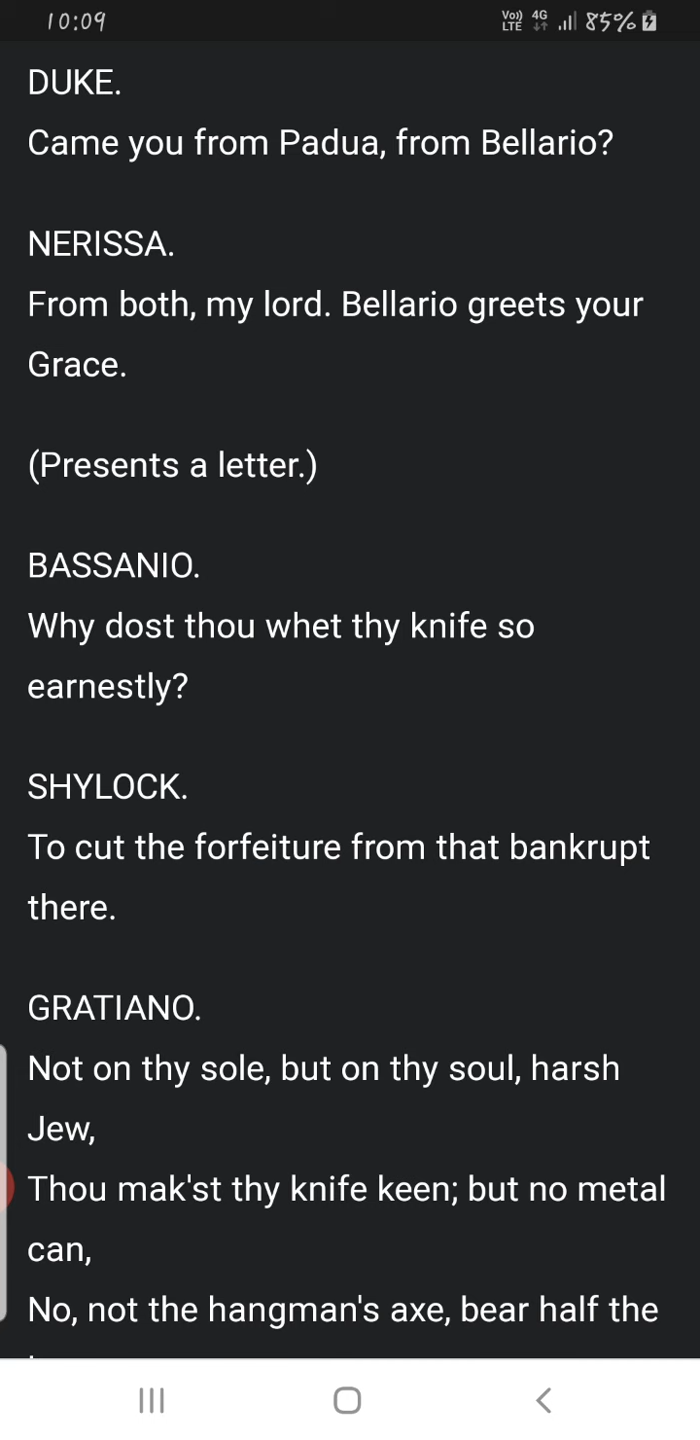 10:09
Vo)) LTE 4G 85%
DUKE.
Came you from Padua, from Bellario?
NERISSA.
From both, my lord. Bellario greets your
Grace.
(Presents a letter.)
BASSANIO.
Why dost thou whet thy knife so
earnestly?
SHYLOCK.
To cut the forfeiture from that bankrupt
there.
GRATIANO.
Not on thy sole, but on thy soul, harsh
Jew,
Thou mak'st thy knife keen; but no metal
can,
No, not the hangman's axe, bear half the